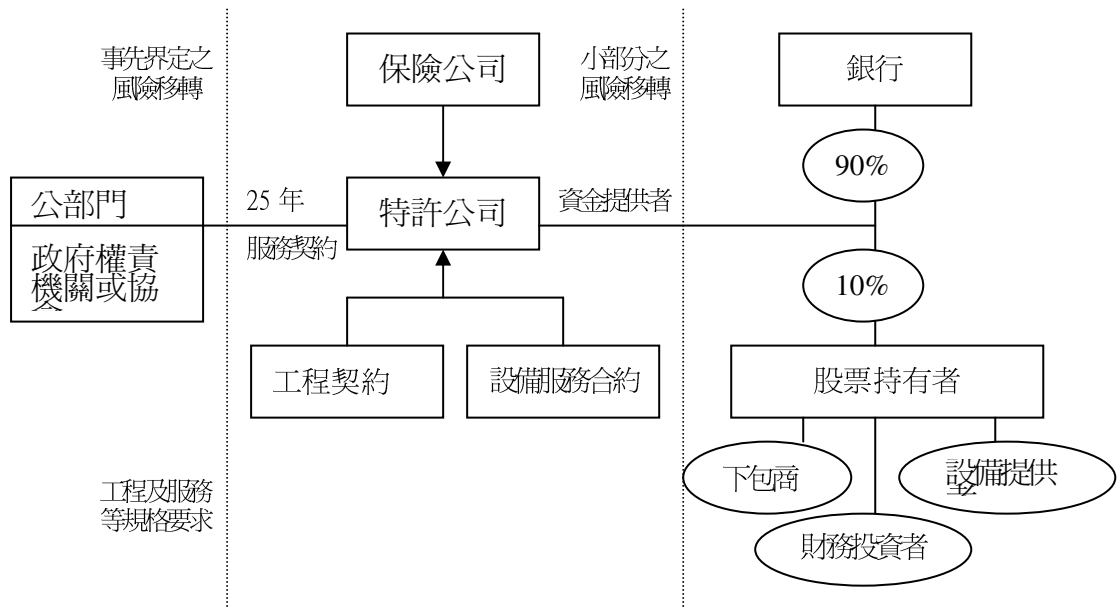 事先界定之
風險移轉
保險公司
小部分之
風險移轉
銀行
90%
公部門
25 年
特許公司
資金提供者
服務契約
政府權責
機關或協
10%
工程契約
設備服務合約
股票持有者
下包商
設備提供
工程及服務
等規格要求
財務投資者